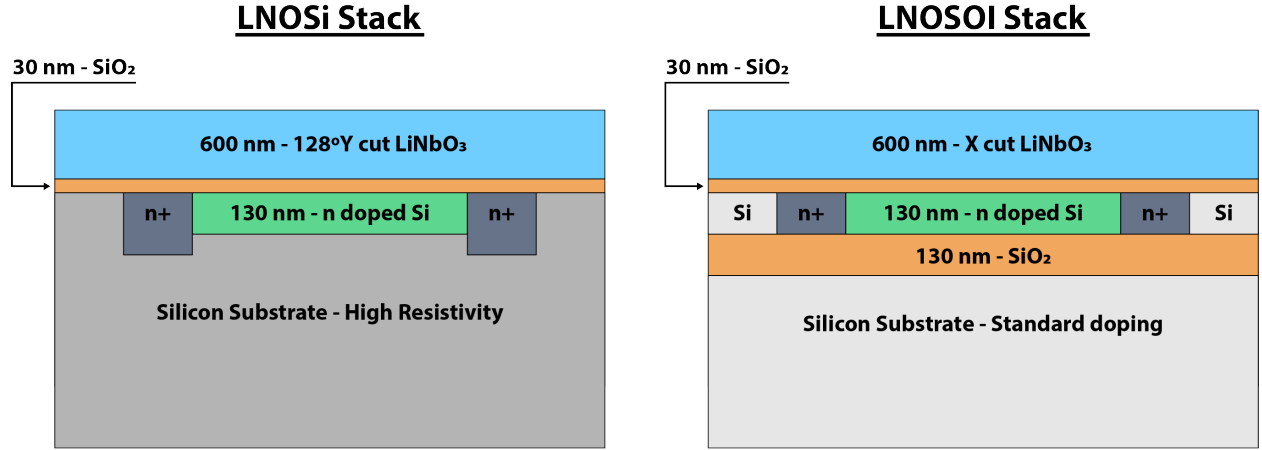 LNOSi Stack
30 nm - SiO₂
600 nm - 128ºY cut LiNbO₃
n+
130 nm - n doped Si
n+
Silicon Substrate - High Resistivity
LNOSOI Stack
30 nm - SiO₂
600 nm - X cut LiNbO₃
Si
n+
130 nm - n doped Si
n+
Si
130 nm - SiO₂
Silicon Substrate - Standard doping